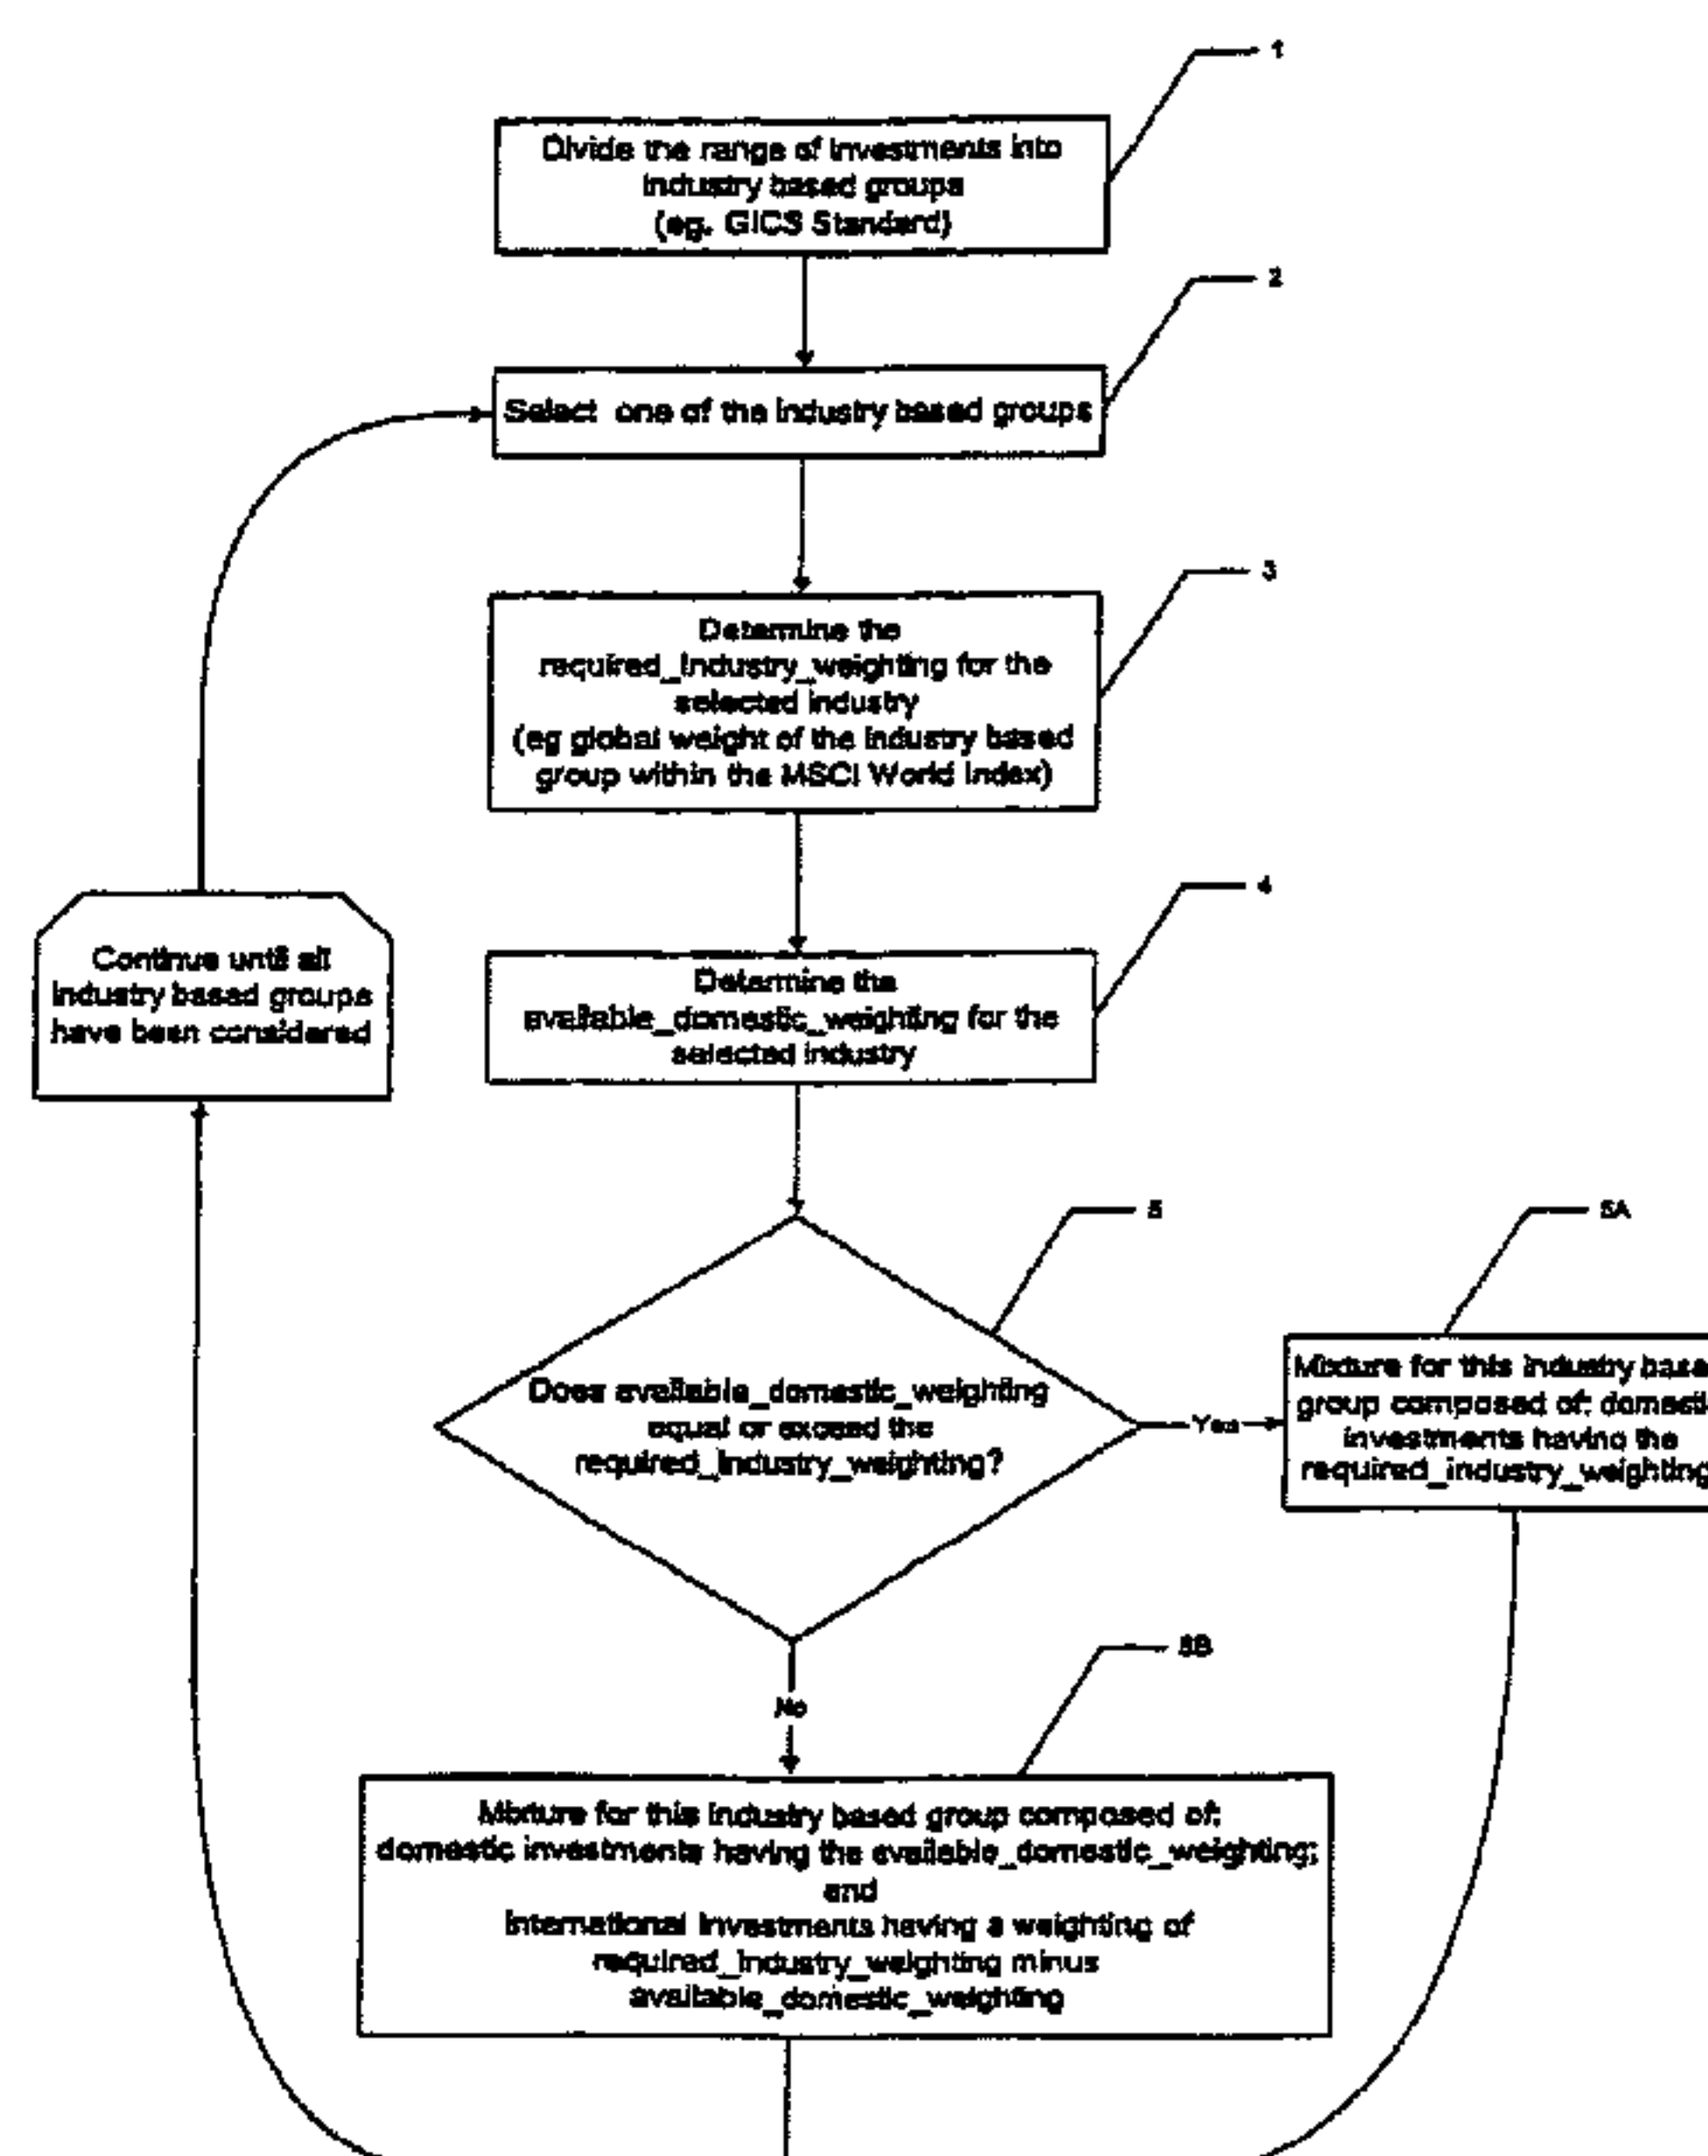 1
Divide the range of investments into
industry based groups
(eg. GICS Standard)
2
Select one of the industry based groups
3
Determine the
required_industry_weighting for the
selected industry
(eg global weight of the industry based
group within the MSCI World Index)
4
Determine the
available_domestic_weighting for the
selected industry
Continue until all
industry based groups
have been considered
5
5A
Does available_domestic_weighting
equal or exceed the
required_industry_weighting?
Yes
Mixture for this industry base
group composed of: domesti
investments having the
required_industry_weighting
5B
No
Mixture for this industry based group composed of:
domestic investments having the available_domestic_weighting;
and
international investments having a weighting of
required_industry_weighting minus
available_domestic_weighting